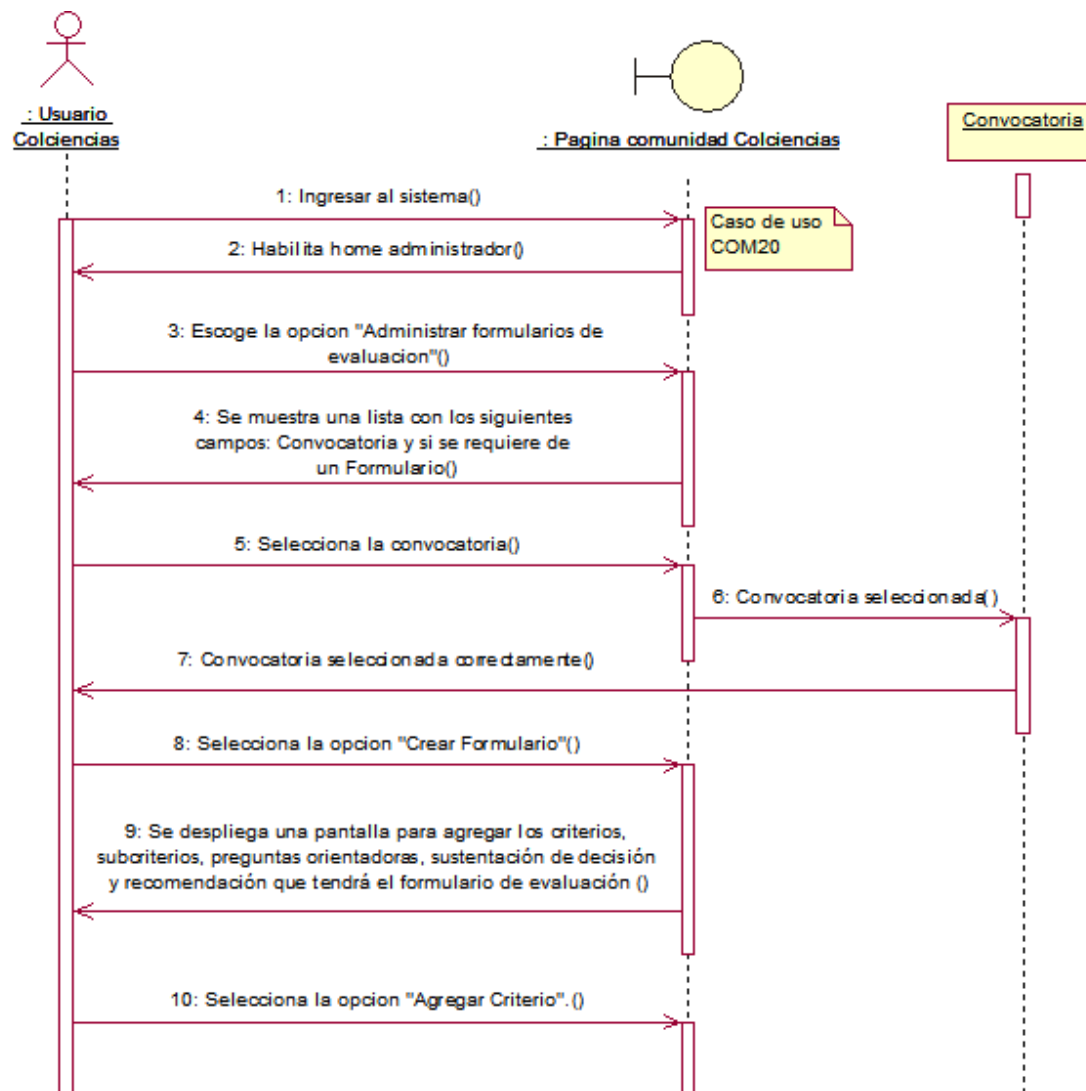 : Usuario
Colciencias
: Pagina comunidad Colciencias
Convocatoria
1: Ingresar al sistema()
Caso de uso
COM20
2: Habilita home administrador()
3: Escoge la opcion "Administrar formularios de
evaluacion"()
4: Se muestra una lista con los siguientes
campos: Convocatoria y si se requiere de
un Formulario()
5: Selecciona la convocatoria()
6: Convocatoria seleccionada()
7: Convocatoria seleccionada correctamente()
8: Selecciona la opcion "Crear Formulario"()
9: Se despliega una pantalla para agregar los criterios,
subcriterios, preguntas orientadoras, sustentación de decisión
y recomendación que tendrá el formulario de evaluación ()
10: Selecciona la opcion "Agregar Criterio".()